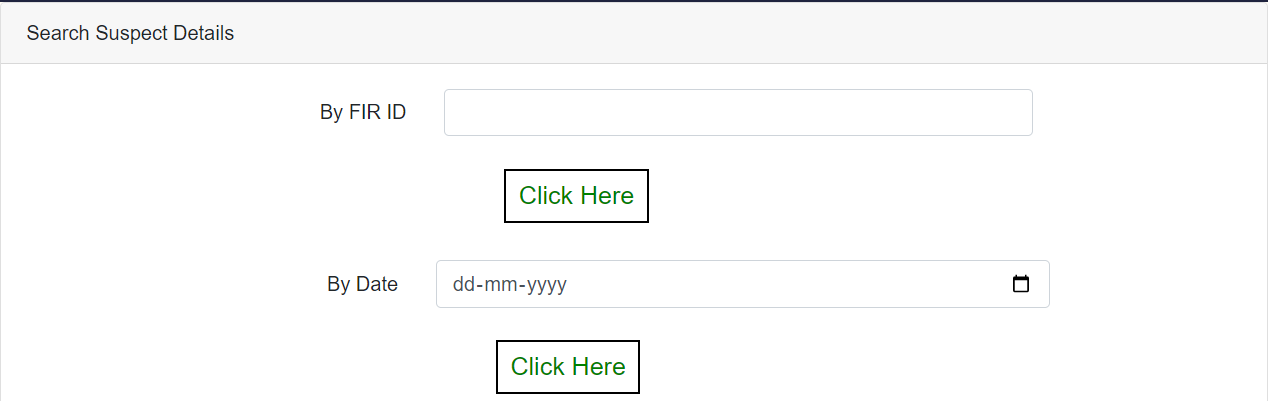 Search Suspect Details
By FIR ID
Click Here
By Date dd-mm-yyyy
Click Here